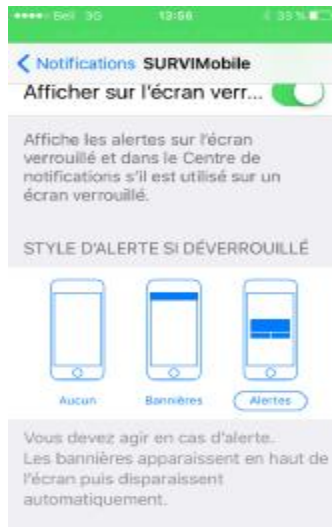 Bell 3G 13:56 33 %
Notifications SURVIMobile
Afficher sur l'écran verr...
Affiche les alertes sur l'écran
verrouillé et dans le Centre de
notifications s'il est utilisé sur un
écran verrouillé.
STYLE D'ALERTE SI DÉVERROUILLÉ
Aucun Bannières Alertes
Vous devez agir en cas d'alerte.
Les bannières apparaissent en haut de
l'écran puis disparaissent
automatiquement.